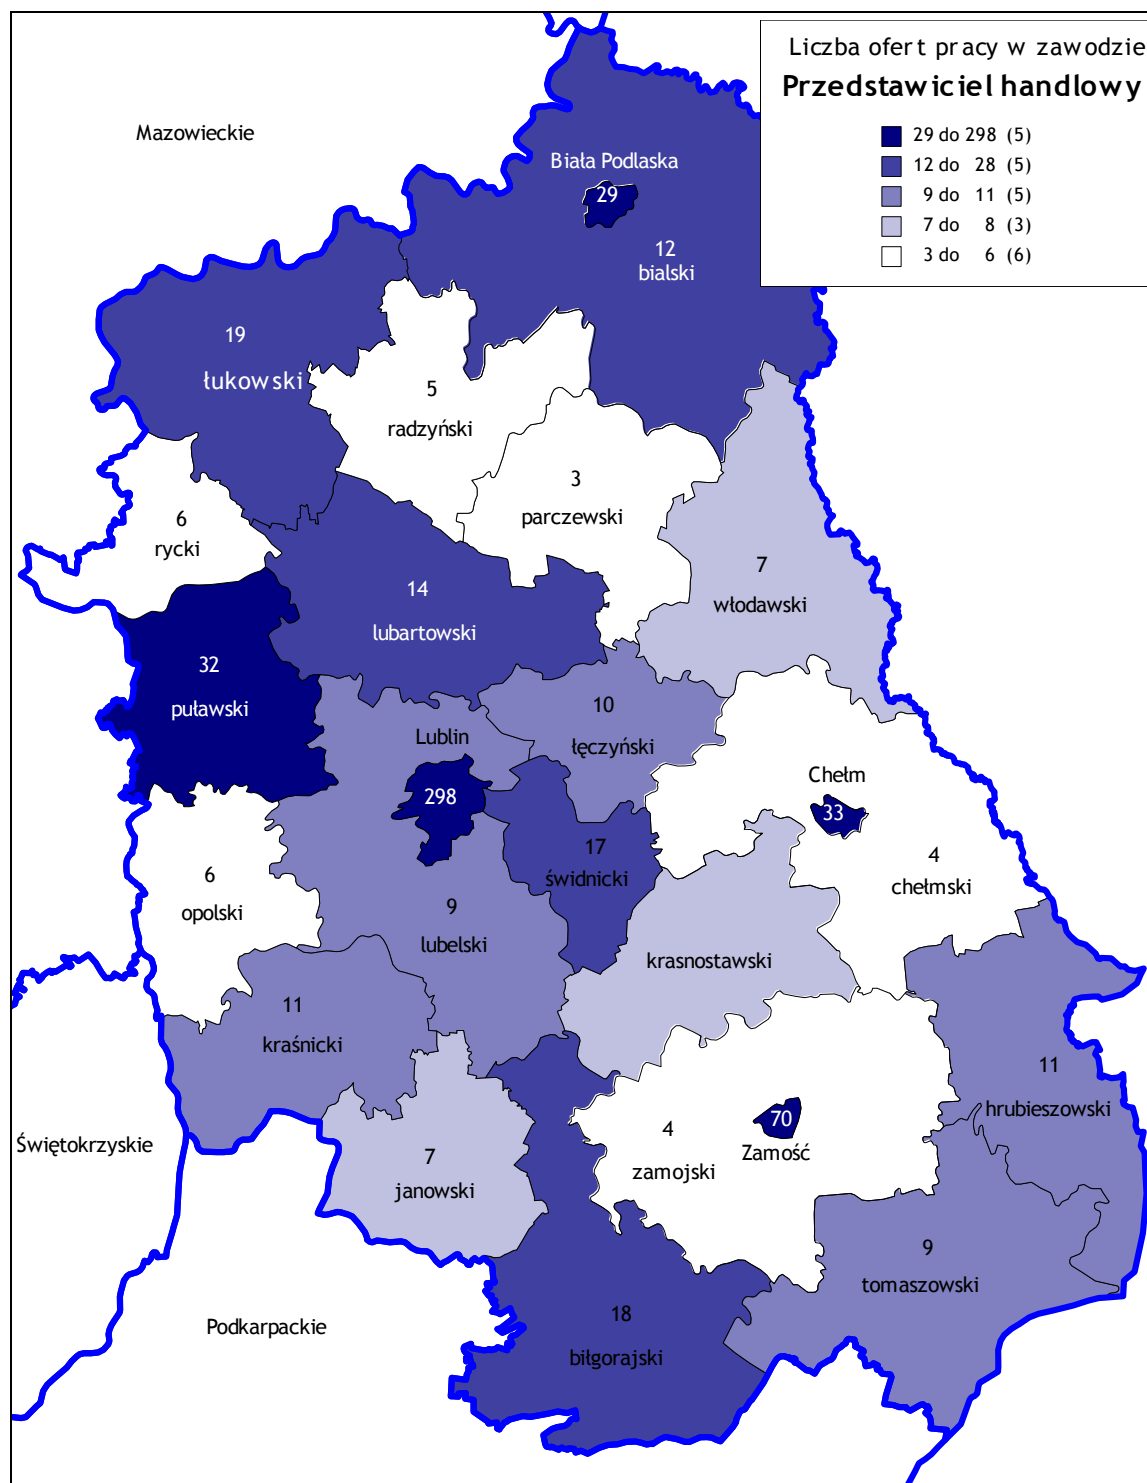 Liczba ofert pracy w zawodzie
Przedstawiciel handlowy
29 do 298 (5)
12 do 28 (5)
9 do 11 (5)
7 do 8 (3)
3 do 6 (6)
Mazowieckie
Biała Podlaska
29
12
bialski
19
łukowski
5
radzyński
3
parczewski
6
rycki
7
włodawski
14
lubartowski
32
puławski
10
łęczyński
Lublin
298
Chełm
33
17
świdnicki
4
chełmski
6
opolski
9
lubelski
krasnostawski
11
kraśnicki
11
hrubieszowski
70
Zamość
4
zamojski
Świętokrzyskie
7
janowski
9
tomaszowski
18
biłgorajski
Podkarpackie